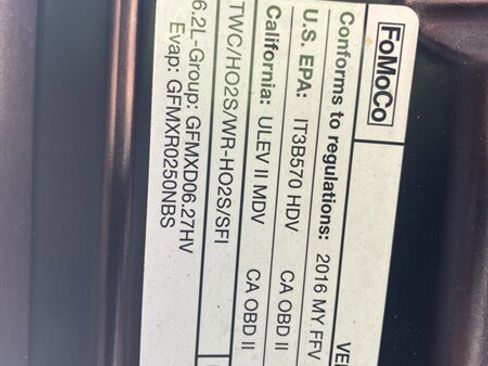 FoMoCo
VE
Conforms to regulations: 2016 MY FFV
U.S. EPA: IT3B570 HDV CA OBD II
California: ULEV II MDV CA OBD II
TWC/HO2S/WR-HO2S/SFI
6.2L-Group: GFMXD06.27HV
Evap: GFMXR0250NBS